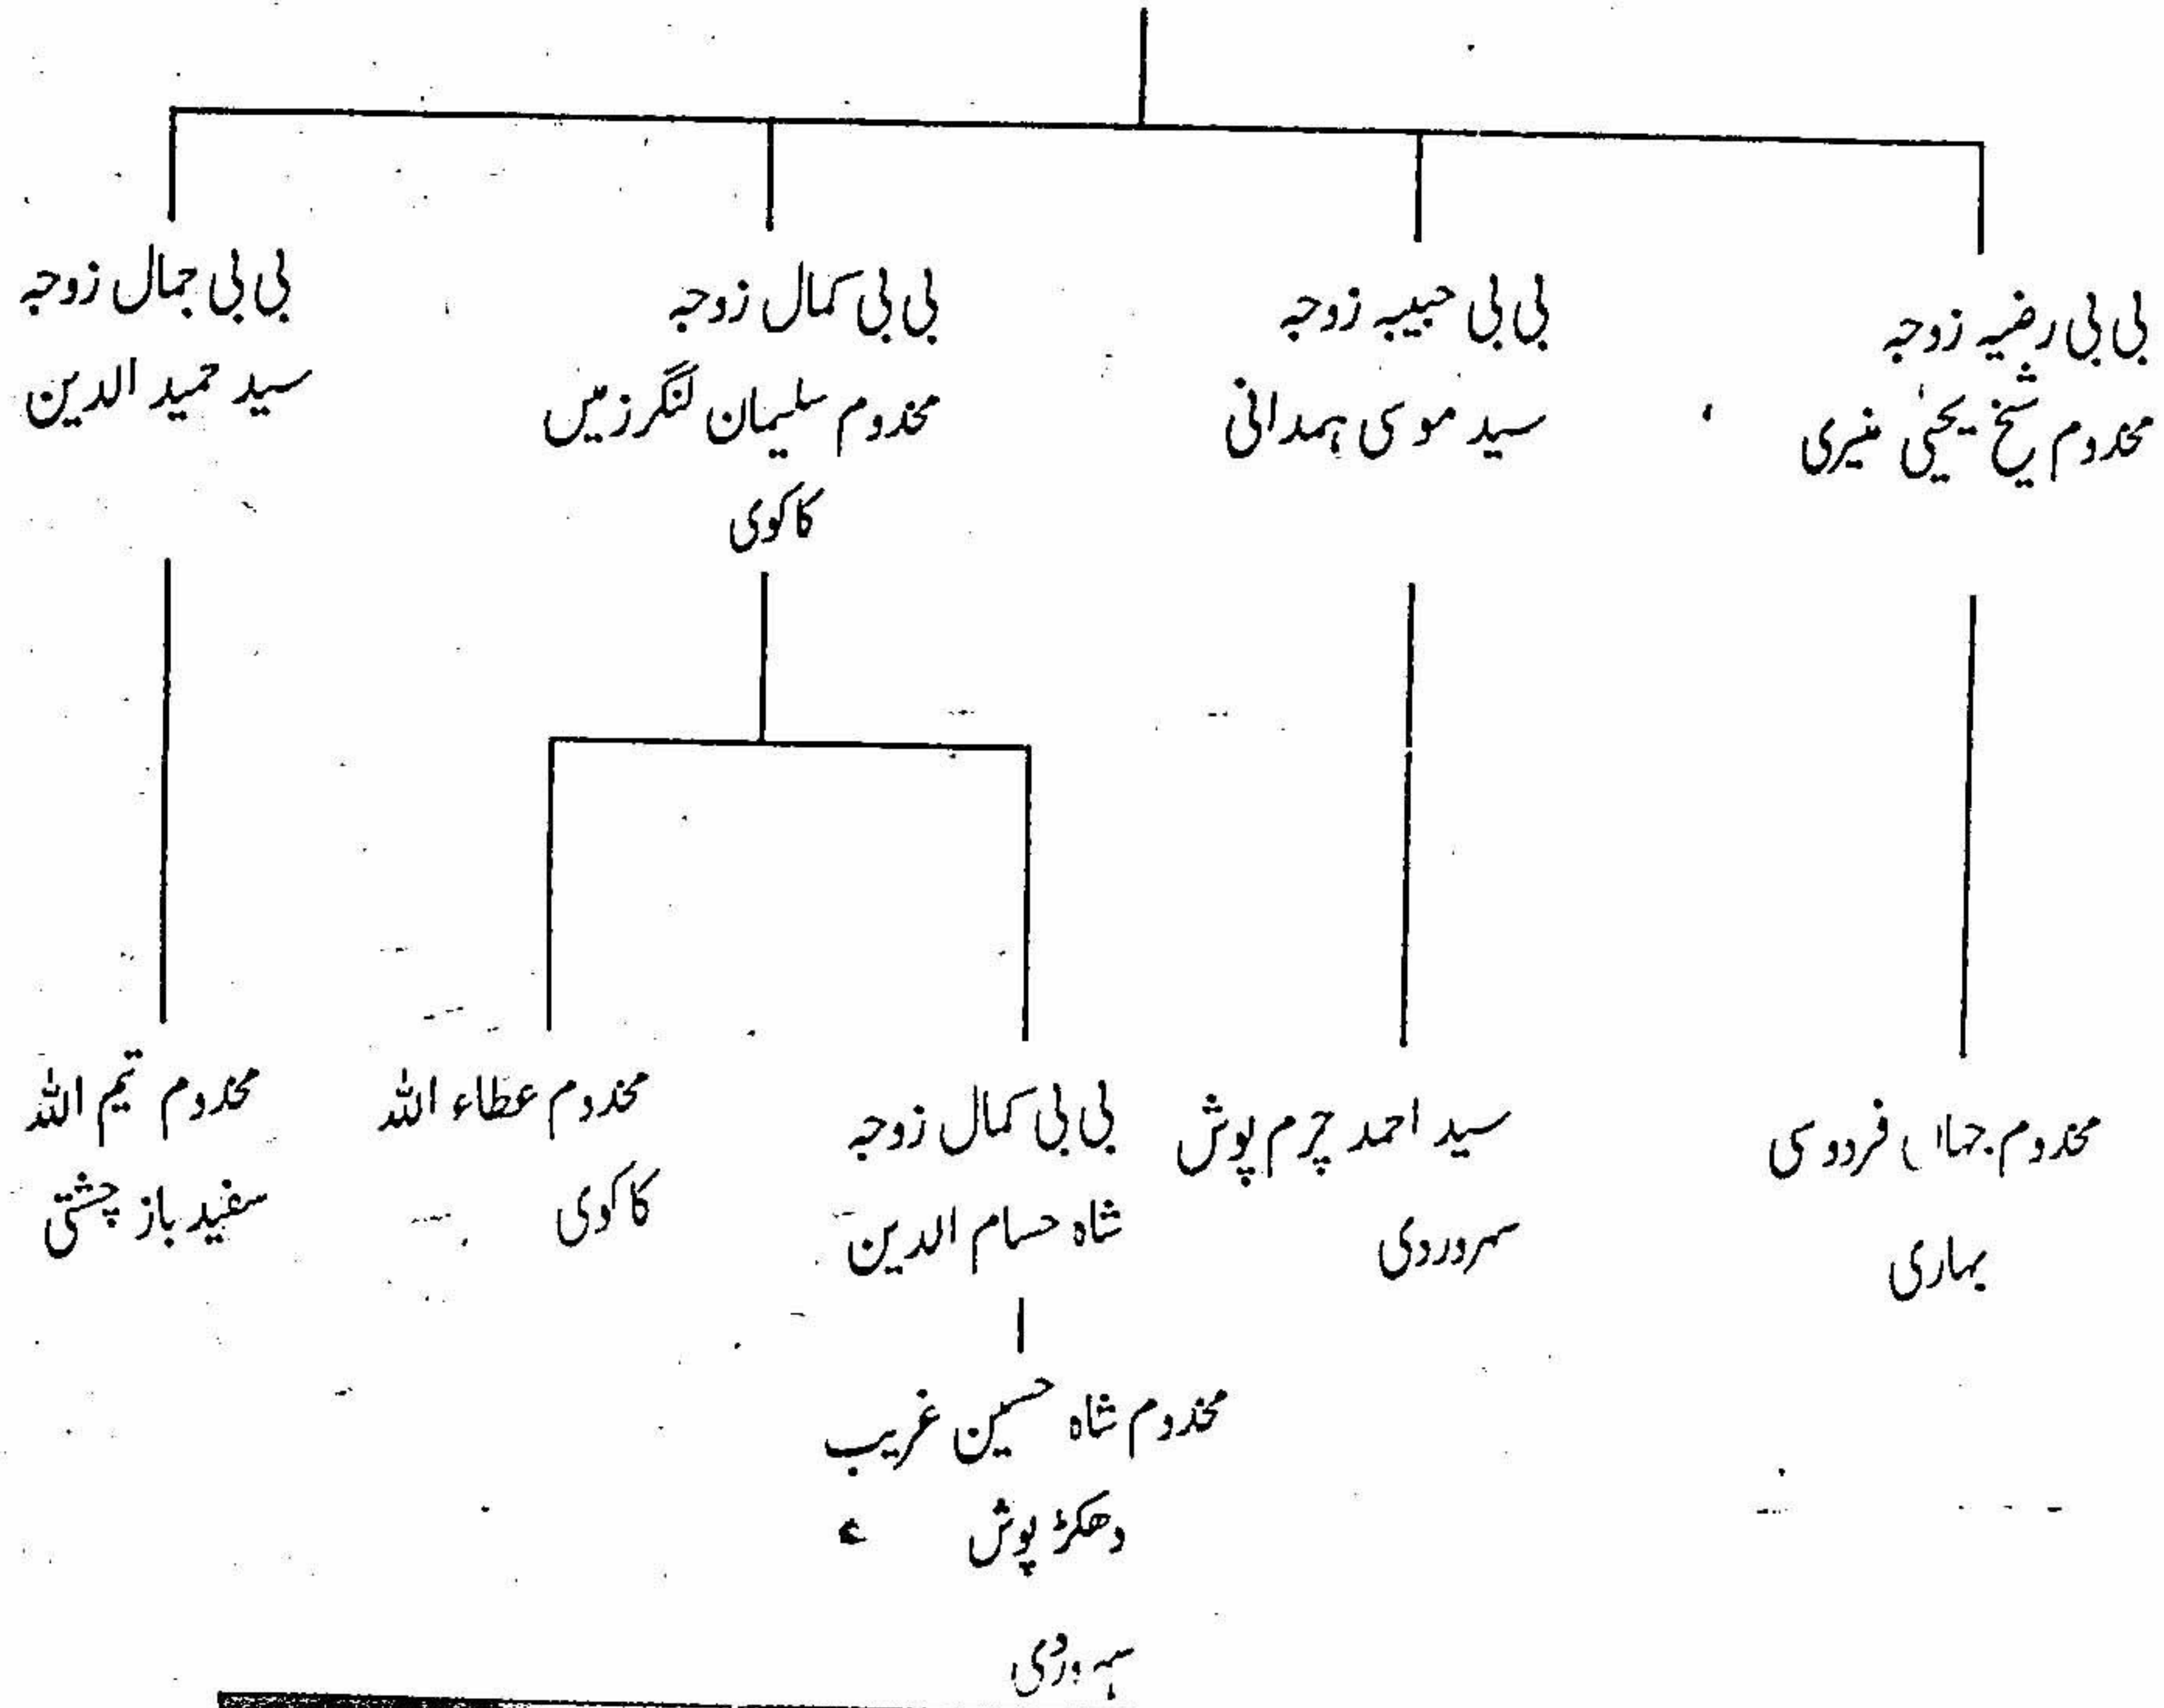 بی بی رضیہ زوجہ
مخدوم شیخ یحییٰ منیری
بی بی حبیبہ زوجہ
سید موسی ہمدانی
بی بی کمال زوجہ
مخدوم سلیمان لنگرزمیں
کاکوی
بی بی جمال زوجہ
سید حمید الدین
مخدوم جہاں فردوسی
بہاری
سید احمد چرم پوش
سہروردی
بی بی کمال زوجہ
شاہ حسام الدین
مخدوم عطاء اللہ
کاکوی
مخدوم تیم اللہ
سفید باز چشتی
مخدوم شاہ حسین غریب
دھکڑ پوش
سہروردی